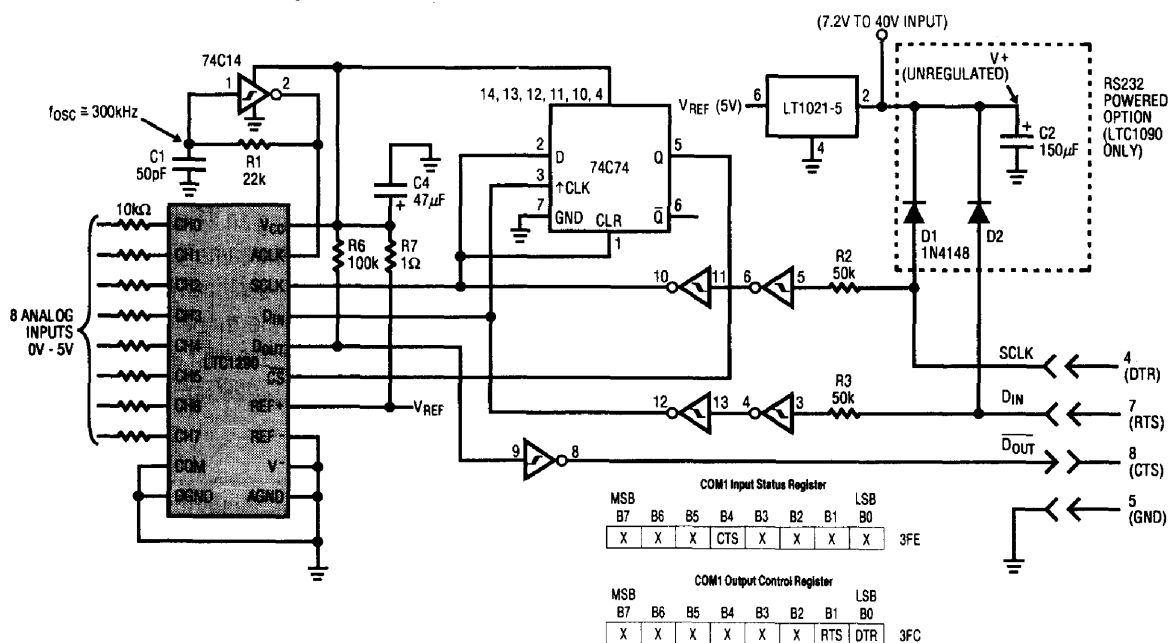 (7.2V TO 40V INPUT)
74C14
1
2
fOSC ≅ 300kHz
C1
50pF
R1
22k
14, 13, 12, 11, 10, 4
2
D
Q
5
74C74
3
↑CLK
7
GND
CLR
Q̅
6
1
VREF (5V)
6
LT1021-5
2
4
V+
(UNREGULATED)
+
C2
150µF
RS232
POWERED
OPTION
(LTC1090
ONLY)
D1
1N4148
D2
C4
47µF
+
10kΩ
R6
100k
R7
1Ω
8 ANALOG
INPUTS
0V - 5V
CH0
CH1
CH2
CH3
CH4
CH5
CH6
CH7
COM
DGND
LTC1290
VCC
ACLK
SCLK
DIN
DOUT
C̅S̅
REF+
REF-
V-
AGND
VREF
10
11
6
5
R2
50k
12
13
4
3
R3
50k
9
8
SCLK
4
(DTR)
DIN
7
(RTS)
D̅O̅U̅T̅
8
(CTS)
5
(GND)
COM1 Input Status Register
MSB LSB
B7 B6 B5 B4 B3 B2 B1 B0
X X X CTS X X X X 3FE
COM1 Output Control Register
MSB LSB
B7 B6 B5 B4 B3 B2 B1 B0
X X X X X X RTS DTR 3FC